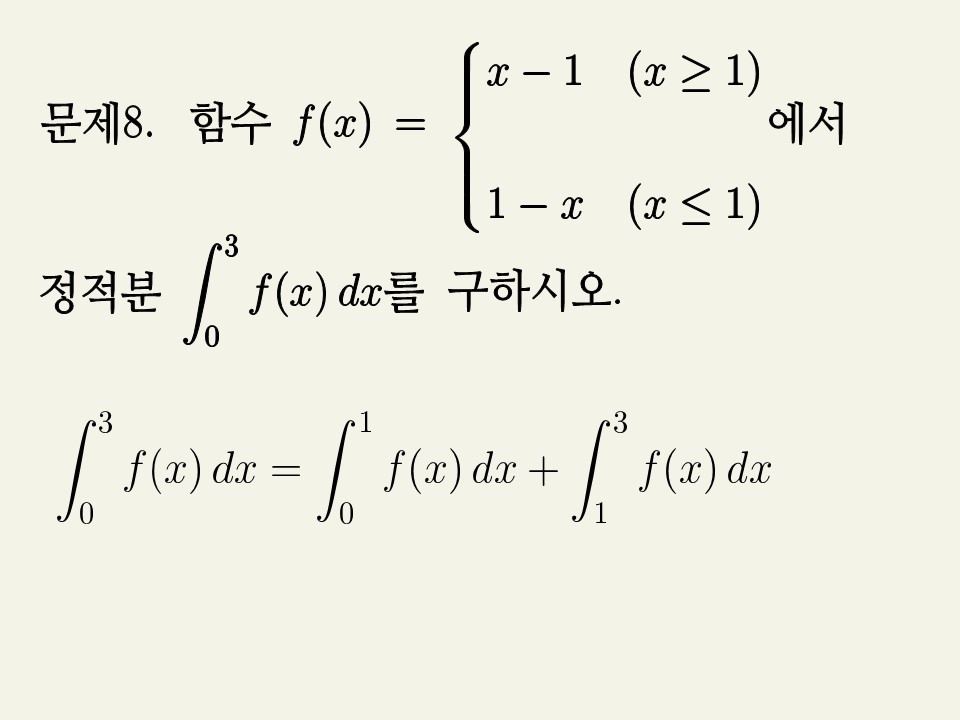 문제8. 함수 f(x) = { x − 1 (x ≥ 1) 에서
1 − x (x ≤ 1)
정적분 ∫₀³ f(x) dx를 구하시오.
∫₀³ f(x) dx = ∫₀¹ f(x) dx + ∫₁³ f(x) dx